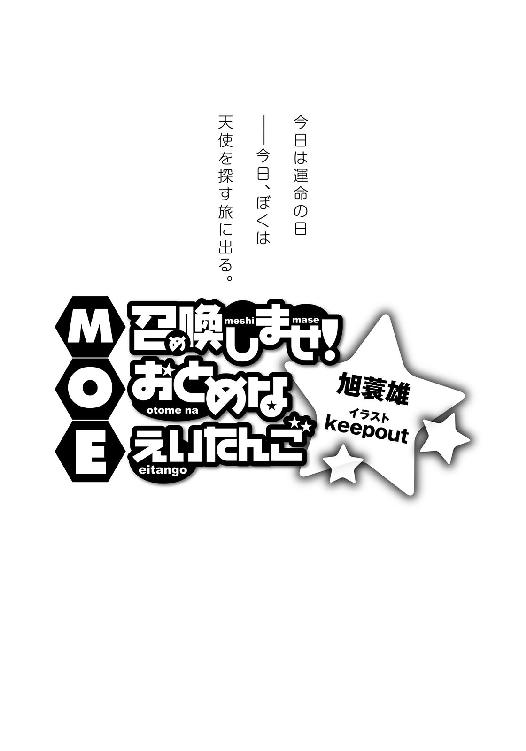 今日は運命の日
――今日、ぼくは
天使を探す旅に出る。
M
召め喚しませ!
meshi mase
O
おとめな
otome na
E
えいたんご
eitango
旭蓑雄
イラスト
keepout